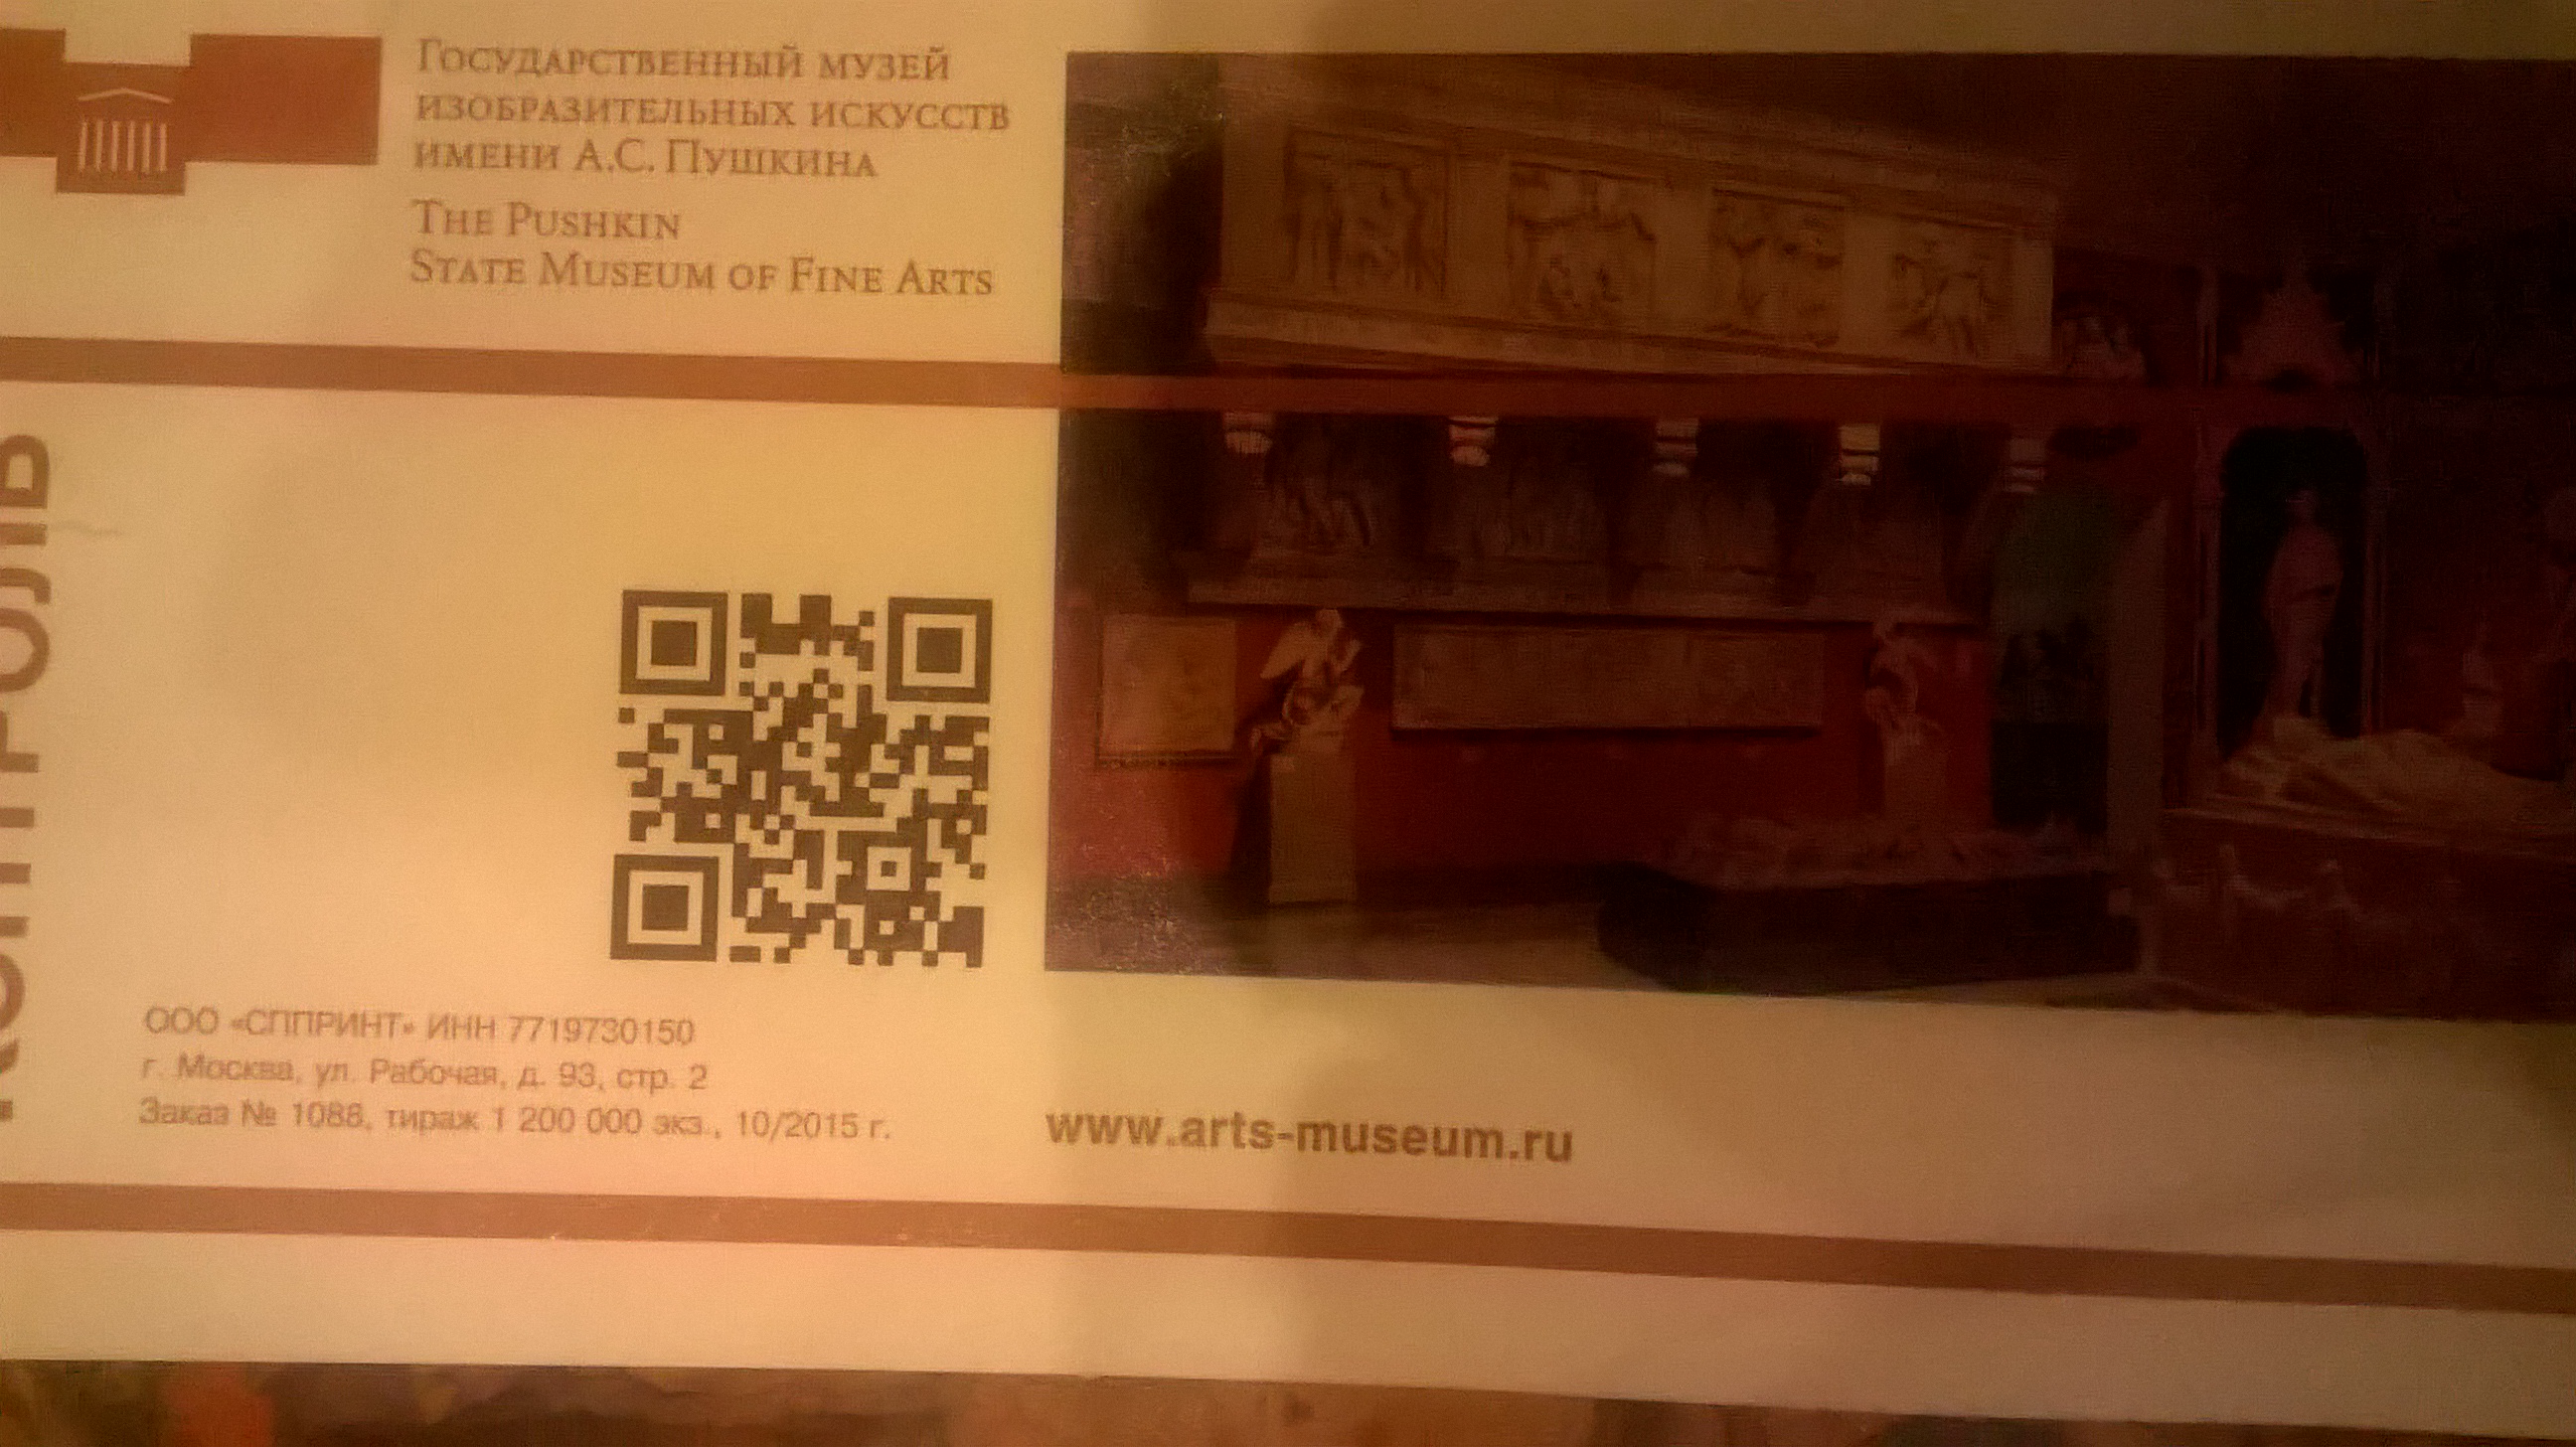 ГОСУДАРСТВЕННЫЙ МУЗЕЙ
ИЗОБРАЗИТЕЛЬНЫХ ИСКУССТВ
ИМЕНИ А.С. ПУШКИНА
THE PUSHKIN
STATE MUSEUM OF FINE ARTS
КОНТРОЛЬ
ООО «СППРИНТ» ИНН 7719730150
г. Москва, ул. Рабочая, д. 93, стр. 2
Заказ № 1088, тираж 1 200 000 экз., 10/2015 г.
www.arts-museum.ru